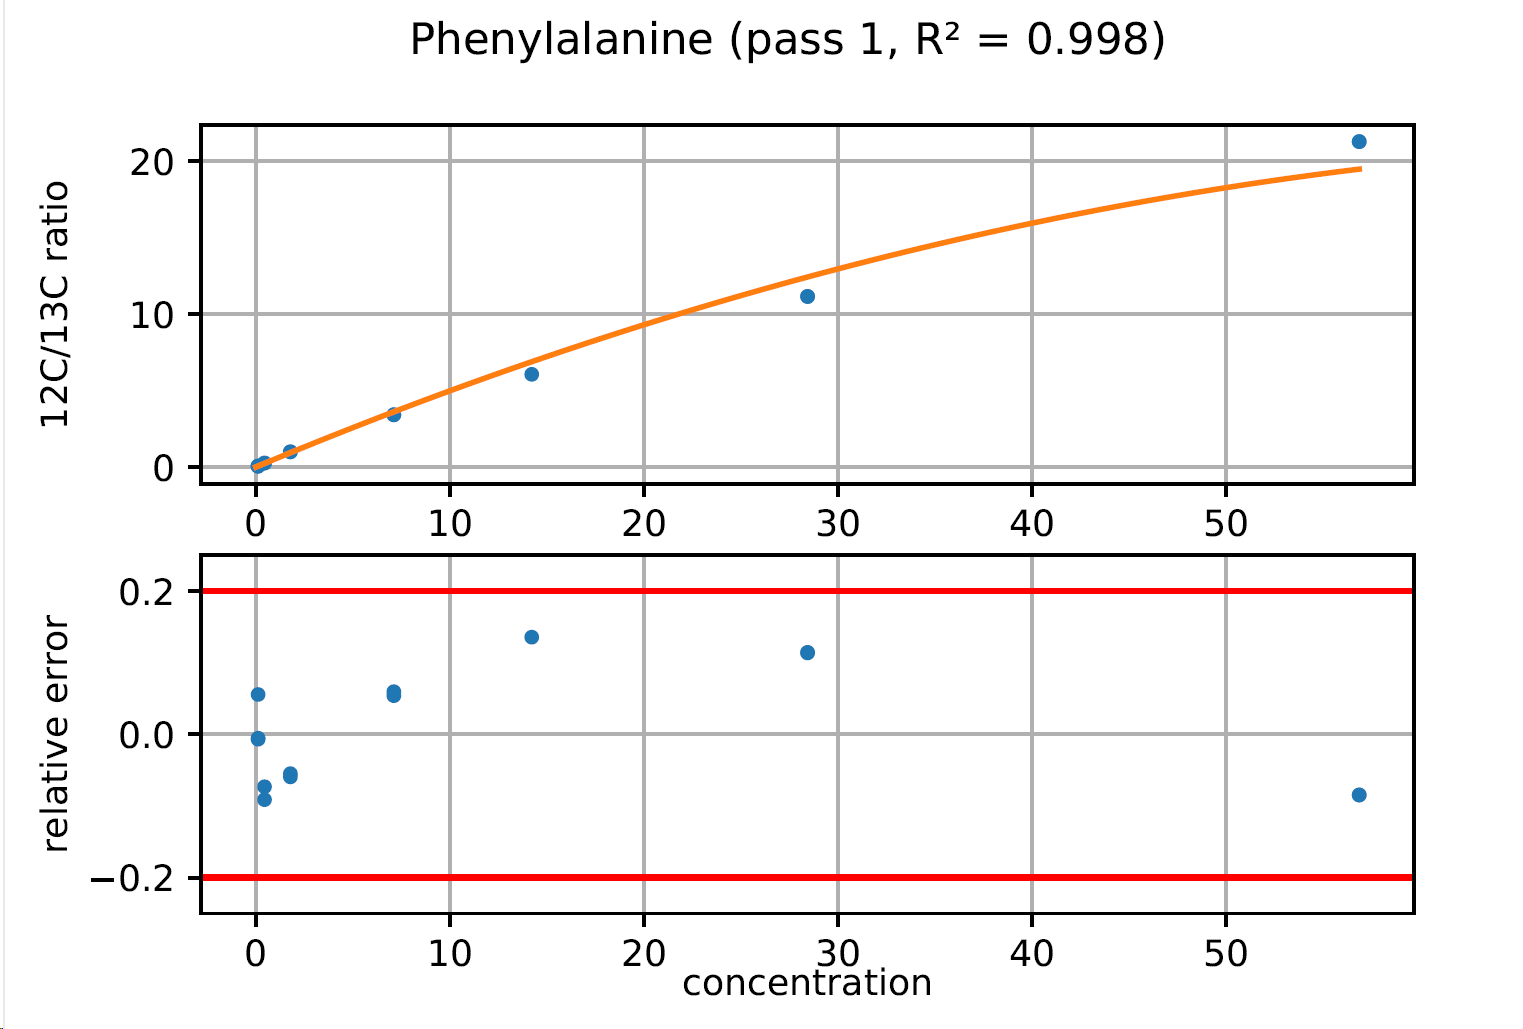 Phenylalanine (pass 1, R² = 0.998)
12C/13C ratio
20
10
0
0 10 20 30 40 50
relative error
0.2
0.0
−0.2
0 10 20 30 40 50
concentration